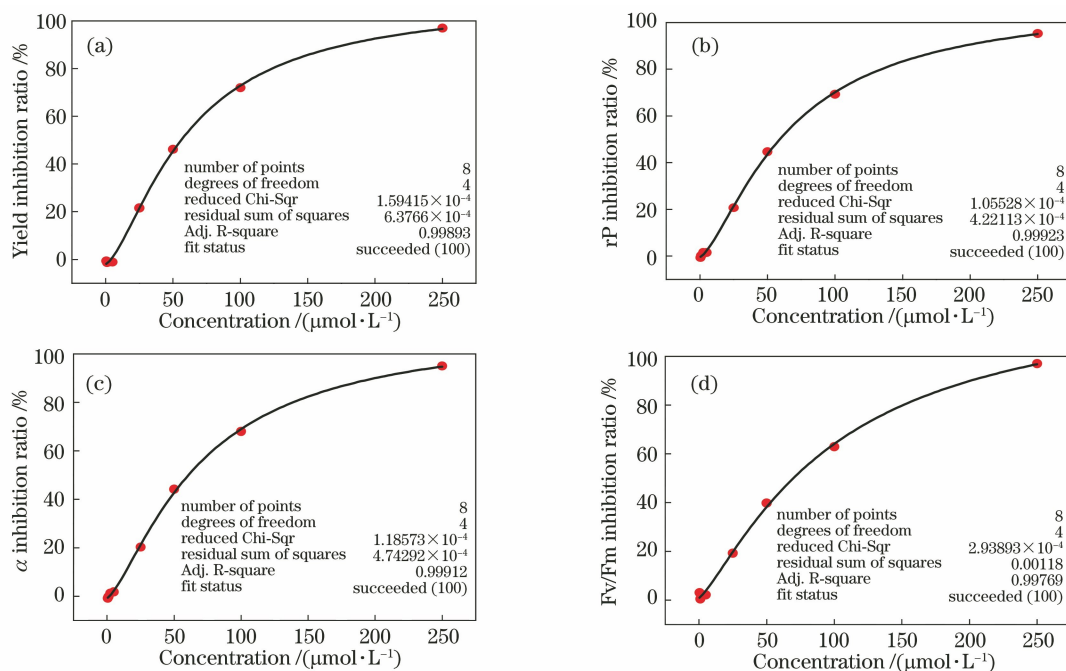 (a)
Yield inhibition ratio /%
100
80
60
40
20
0
number of points 8
degrees of freedom 4
reduced Chi-Sqr 1.59415×10⁻⁴
residual sum of squares 6.3766×10⁻⁴
Adj. R-square 0.99893
fit status succeeded (100)
0 50 100 150 200 250
Concentration /(μmol·L⁻¹)
(b)
rP inhibition ratio /%
100
80
60
40
20
0
number of points 8
degrees of freedom 4
reduced Chi-Sqr 1.05528×10⁻⁴
residual sum of squares 4.22113×10⁻⁴
Adj. R-square 0.99923
fit status succeeded (100)
0 50 100 150 200 250
Concentration /(μmol·L⁻¹)
(c)
α inhibition ratio /%
100
80
60
40
20
0
number of points 8
degrees of freedom 4
reduced Chi-Sqr 1.18573×10⁻⁴
residual sum of squares 4.74292×10⁻⁴
Adj. R-square 0.99912
fit status succeeded (100)
0 50 100 150 200 250
Concentration /(μmol·L⁻¹)
(d)
Fv/Fm inhibition ratio /%
100
80
60
40
20
0
number of points 8
degrees of freedom 4
reduced Chi-Sqr 2.93893×10⁻⁴
residual sum of squares 0.00118
Adj. R-square 0.99769
fit status succeeded (100)
0 50 100 150 200 250
Concentration /(μmol·L⁻¹)